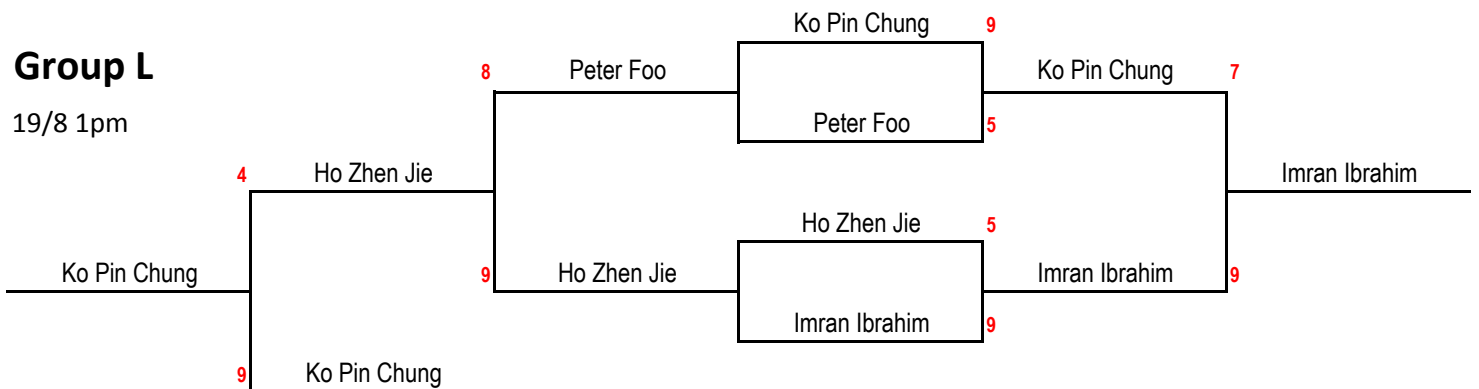 Ko Pin Chung 9
Group L
8 Peter Foo Ko Pin Chung 7
19/8 1pm
Peter Foo 5
4 Ho Zhen Jie Imran Ibrahim
Ho Zhen Jie 5
Ko Pin Chung 9 Ho Zhen Jie Imran Ibrahim 9
Imran Ibrahim 9
9 Ko Pin Chung